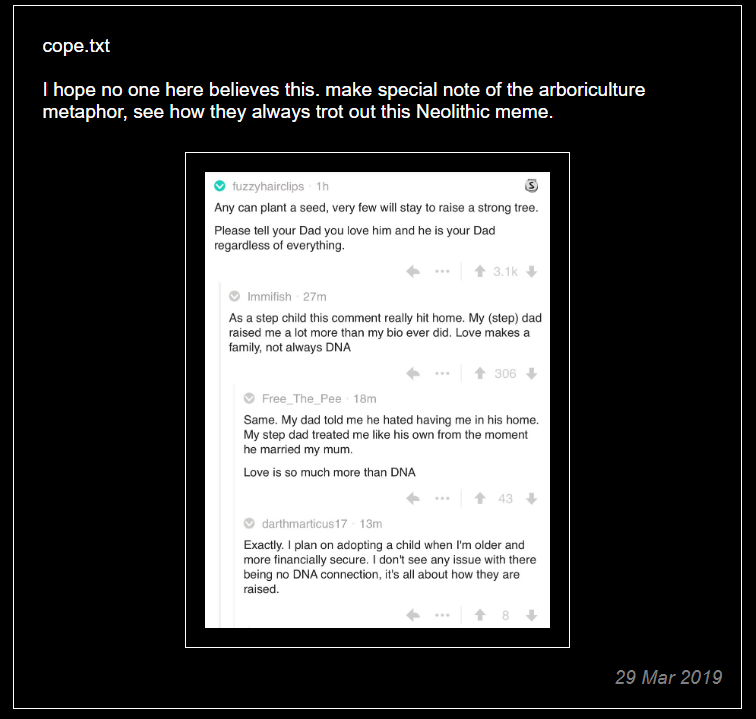 cope.txt
I hope no one here believes this. make special note of the arboriculture
metaphor, see how they always trot out this Neolithic meme.
fuzzyhairclips · 1h
S
Any can plant a seed, very few will stay to raise a strong tree.
Please tell your Dad you love him and he is your Dad
regardless of everything.
3.1k
Immifish · 27m
As a step child this comment really hit home. My (step) dad
raised me a lot more than my bio ever did. Love makes a
family, not always DNA
306
Free_The_Pee · 18m
Same. My dad told me he hated having me in his home.
My step dad treated me like his own from the moment
he married my mum.
Love is so much more than DNA
43
darthmarticus17 · 13m
Exactly. I plan on adopting a child when I'm older and
more financially secure. I don't see any issue with there
being no DNA connection, it's all about how they are
raised.
8
29 Mar 2019